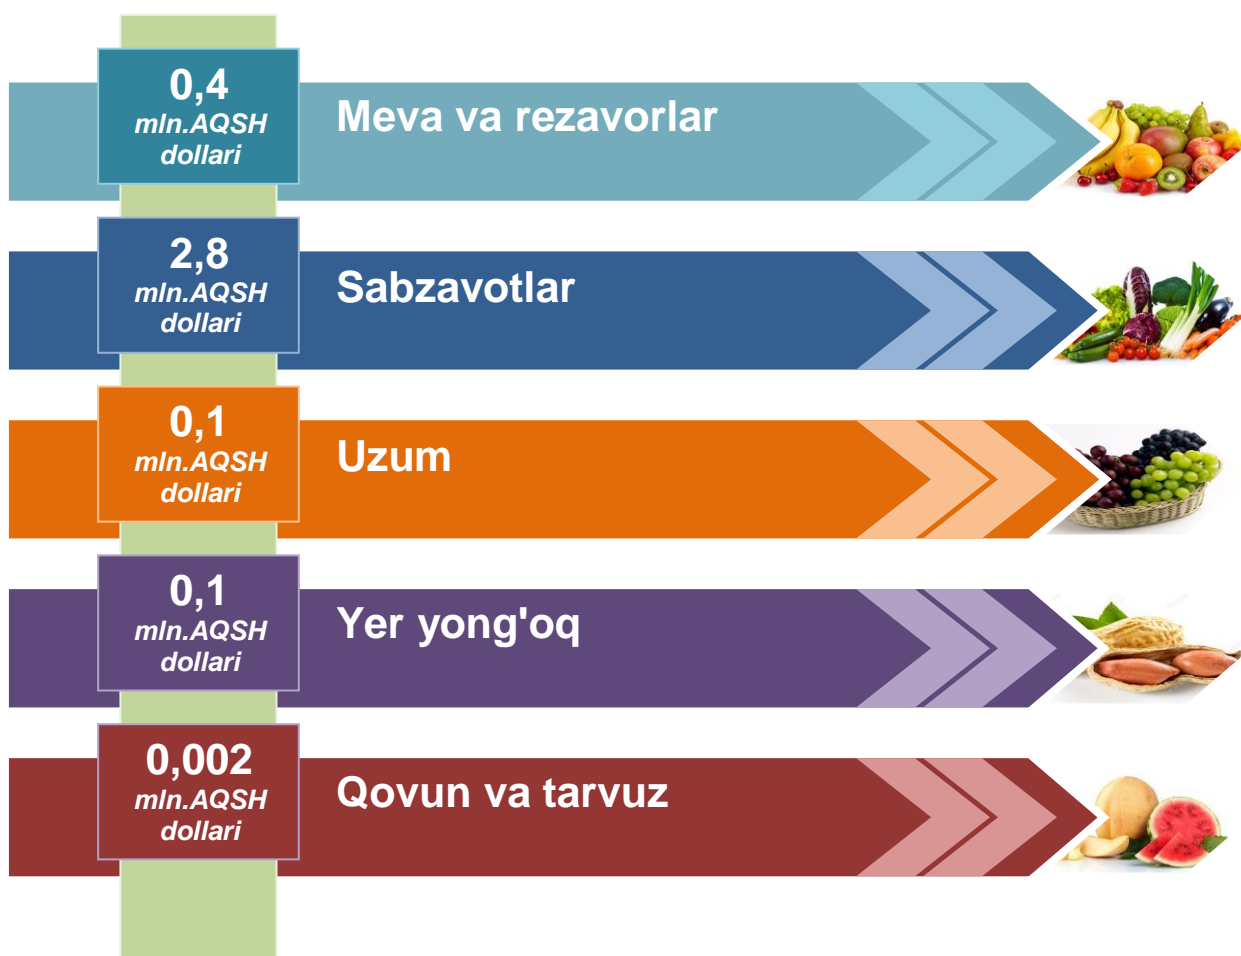 0,4
mln.AQSH
dollari
Meva va rezavorlar
2,8
mln.AQSH
dollari
Sabzavotlar
0,1
mln.AQSH
dollari
Uzum
0,1
mln.AQSH
dollari
Yer yong'oq
0,002
mln.AQSH
dollari
Qovun va tarvuz